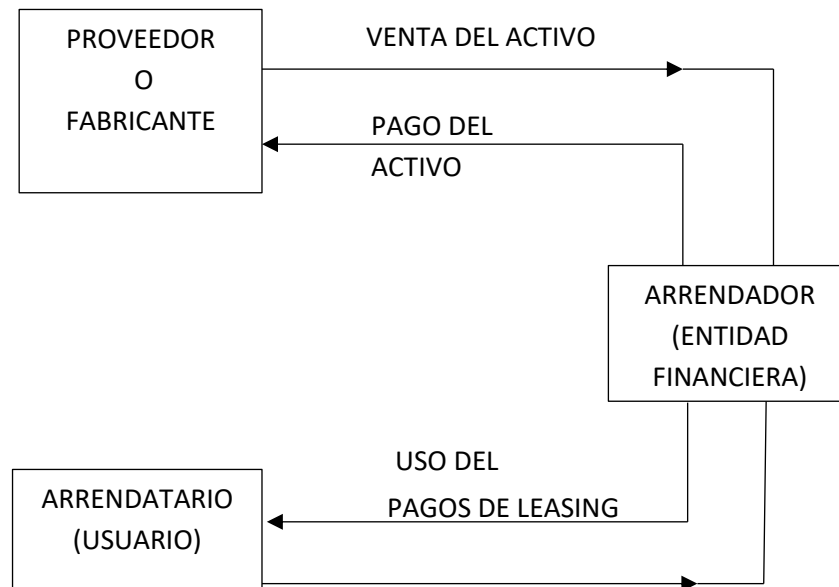 PROVEEDOR
O
FABRICANTE
VENTA DEL ACTIVO
PAGO DEL
ACTIVO
ARRENDADOR
(ENTIDAD
FINANCIERA)
USO DEL
PAGOS DE LEASING
ARRENDATARIO
(USUARIO)